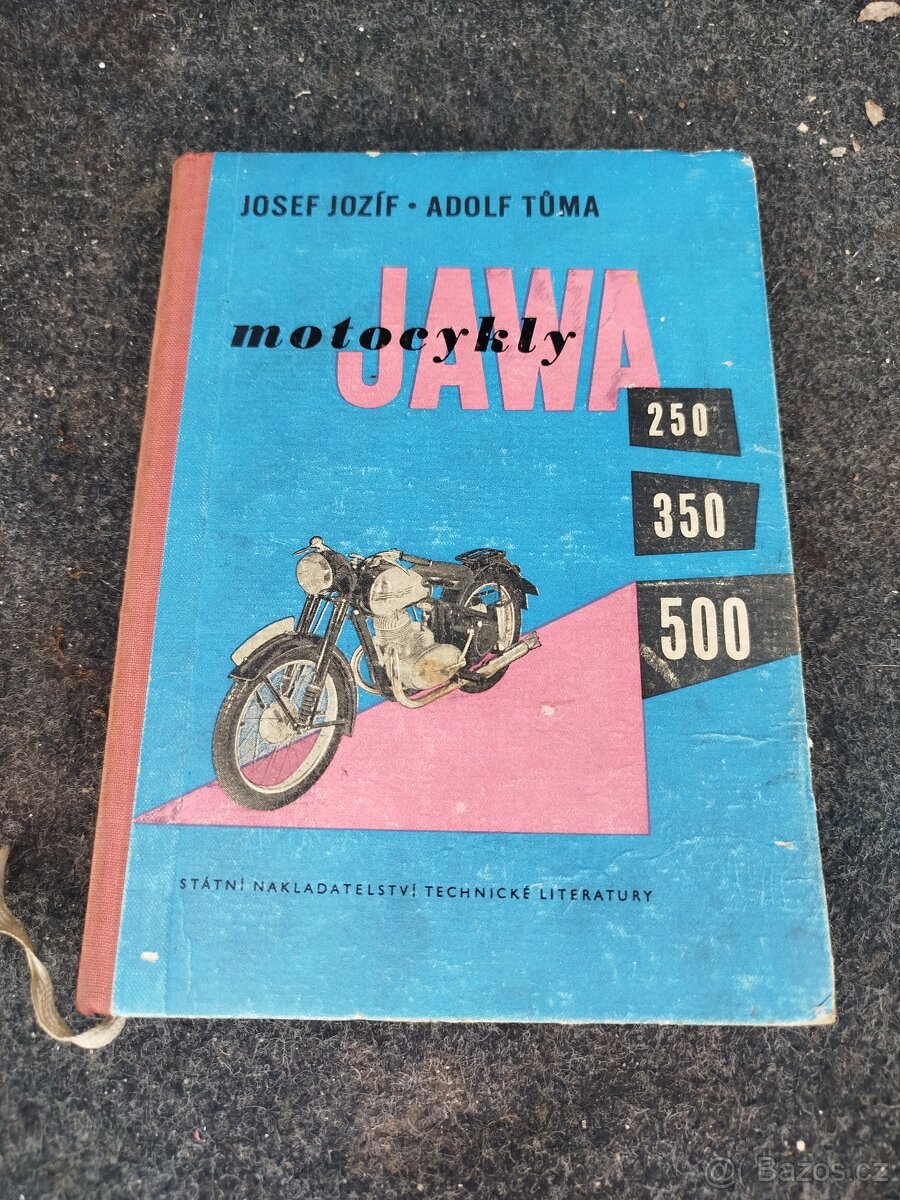 JOSEF JOZÍF • ADOLF TŮMA
JAWA
motocykly
250
350
500
STÁTNÍ NAKLADATELSTVÍ TECHNICKÉ LITERATURY
@ Bazos.cz